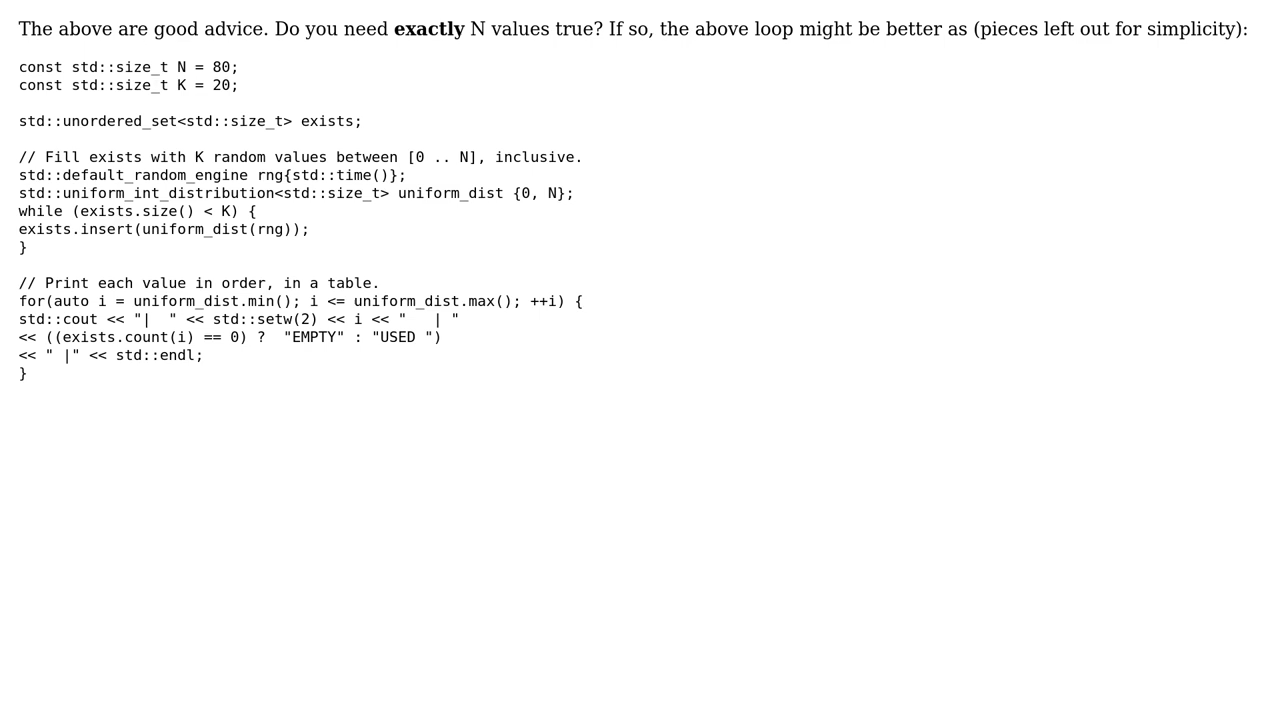 The above are good advice. Do you need exactly N values true? If so, the above loop might be better as (pieces left out for simplicity):
const std::size_t N = 80;
const std::size_t K = 20;
std::unordered_set<std::size_t> exists;
// Fill exists with K random values between [0 .. N], inclusive.
std::default_random_engine rng{std::time()};
std::uniform_int_distribution<std::size_t> uniform_dist {0, N};
while (exists.size() < K) {
exists.insert(uniform_dist(rng));
}
// Print each value in order, in a table.
for(auto i = uniform_dist.min(); i <= uniform_dist.max(); ++i) {
std::cout << "|  " << std::setw(2) << i << "   | "
<< ((exists.count(i) == 0) ?  "EMPTY" : "USED ")
<< " |" << std::endl;
}